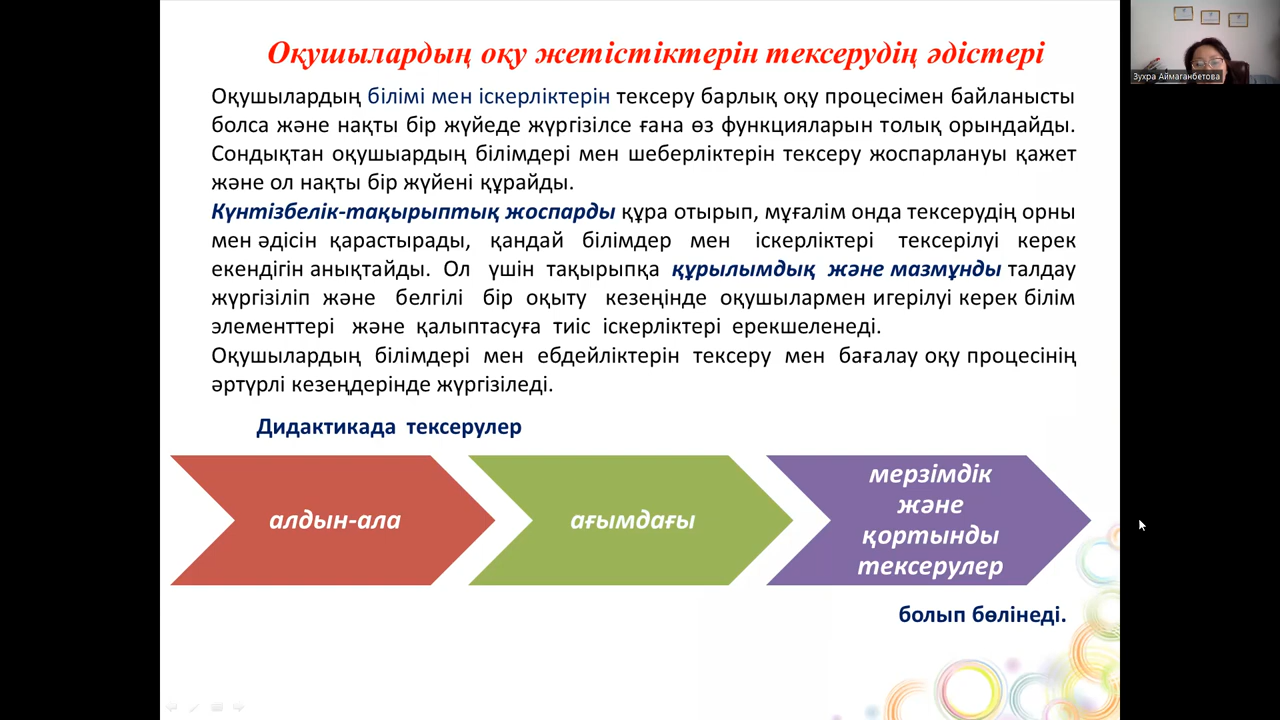 Оқушылардың оқу жетістіктерін тексерудің әдістері
Зухра Аймаганбетова
Оқушылардың білімі мен іскерліктерін тексеру барлық оқу процесімен байланысты
болса және нақты бір жүйеде жүргізілсе ғана өз функцияларын толық орындайды.
Сондықтан оқушыардың білімдері мен шеберліктерін тексеру жоспарлануы қажет
және ол нақты бір жүйені құрайды.
Күнтізбелік-тақырыптық жоспарды құра отырып, мұғалім онда тексерудің орны
мен әдісін қарастырады, қандай білімдер мен іскерліктері тексерілуі керек
екендігін анықтайды. Ол үшін тақырыпқа құрылымдық және мазмұнды талдау
жүргізіліп және белгілі бір оқыту кезеңінде оқушылармен игерілуі керек білім
элементтері және қалыптасуға тиіс іскерліктері ерекшеленеді.
Оқушылардың білімдері мен ебдейліктерін тексеру мен бағалау оқу процесінің
әртүрлі кезеңдерінде жүргізіледі.
Дидактикада тексерулер
алдын-ала
ағымдағы
мерзімдік
және
қортынды
тексерулер
болып бөлінеді.